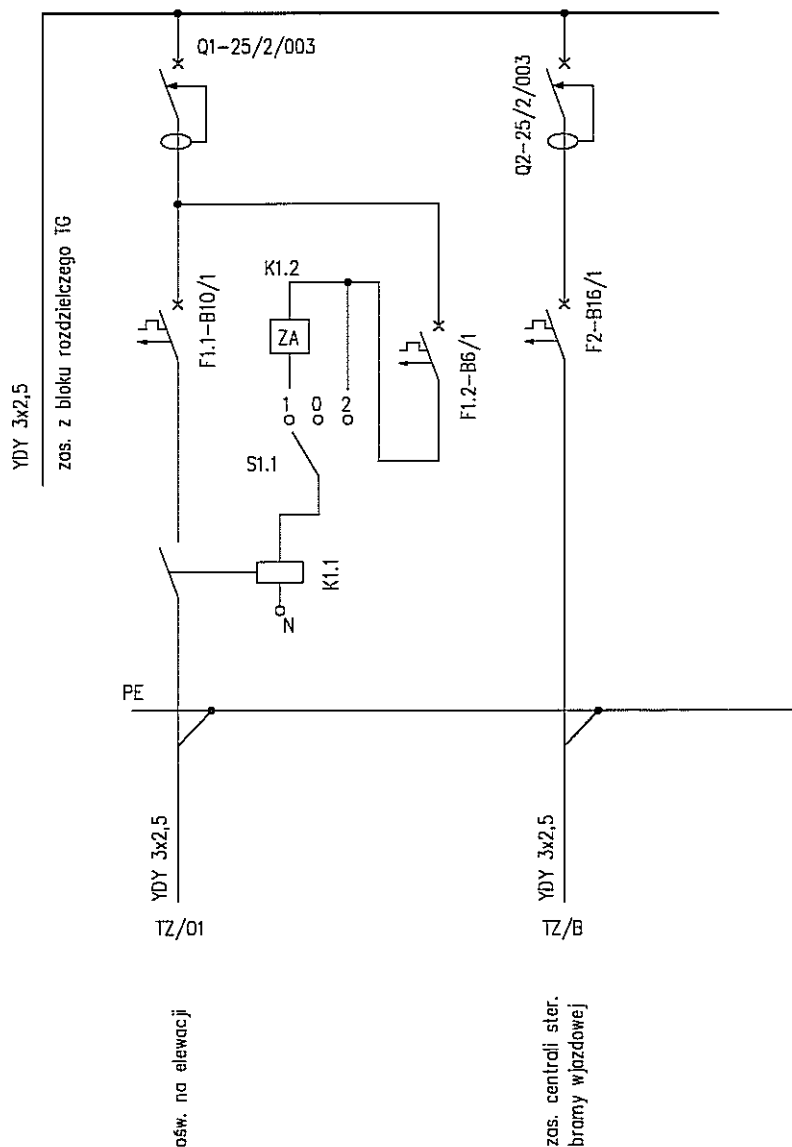 YDY 3x2,5
zas. z bloku rozdzielczego TG
Q1-25/2/003
Q2-25/2/003
F1.1-B10/1
K1.2
ZA
1 0 2
S1.1
F1.2-B6/1
F2-B16/1
K1.1
N
PE
YDY 3x2,5
YDY 3x2,5
TZ/01
TZ/B
ośw. na elewacji
zas. centrali ster.
bramy wjazdowej